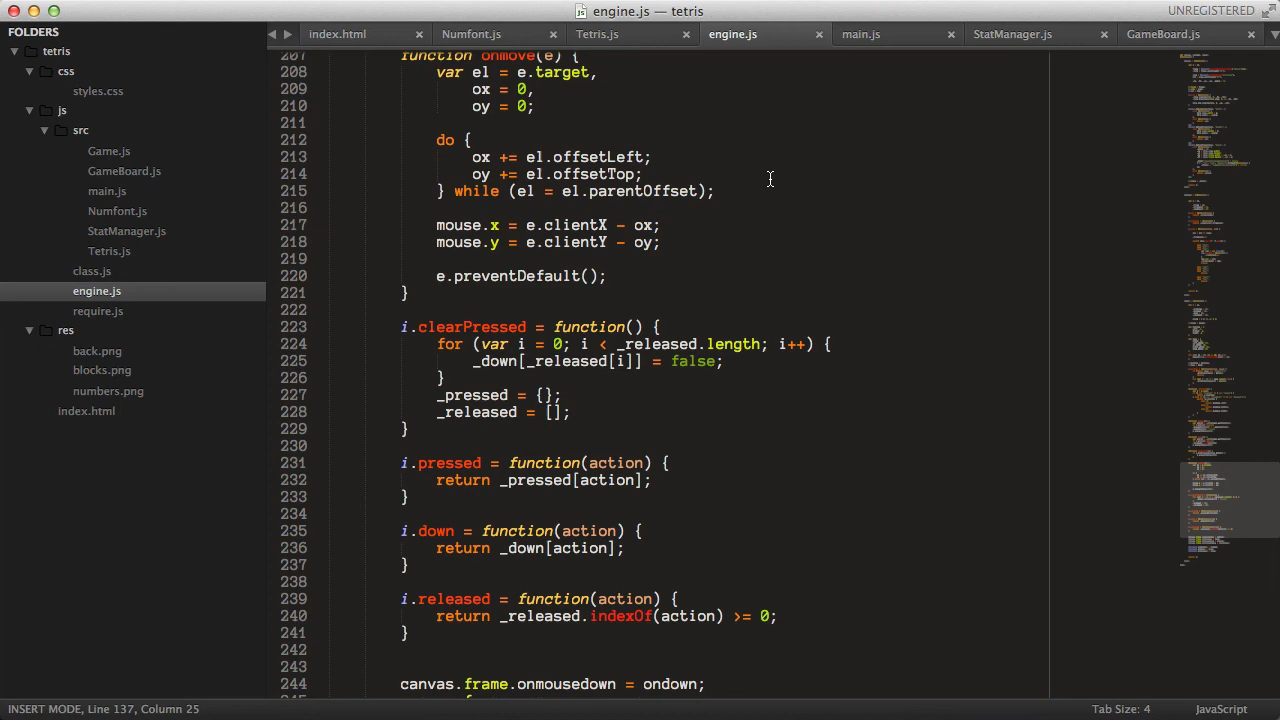 engine.js — tetris
UNREGISTERED
FOLDERS
tetris
css
styles.css
js
src
Game.js
GameBoard.js
main.js
Numfont.js
StatManager.js
Tetris.js
class.js
engine.js
require.js
res
back.png
blocks.png
numbers.png
index.html
index.html
Numfont.js
Tetris.js
engine.js
main.js
StatManager.js
GameBoard.js
207 function onmove(e) {
208 var el = e.target,
209 ox = 0,
210 oy = 0;
211
212 do {
213 ox += el.offsetLeft;
214 oy += el.offsetTop;
215 } while (el = el.parentOffset);
216
217 mouse.x = e.clientX - ox;
218 mouse.y = e.clientY - oy;
219
220 e.preventDefault();
221 }
222
223 i.clearPressed = function() {
224 for (var i = 0; i < _released.length; i++) {
225 _down[_released[i]] = false;
226 }
227 _pressed = {};
228 _released = [];
229 }
230
231 i.pressed = function(action) {
232 return _pressed[action];
233 }
234
235 i.down = function(action) {
236 return _down[action];
237 }
238
239 i.released = function(action) {
240 return _released.indexOf(action) >= 0;
241 }
242
243
244 canvas.frame.onmousedown = ondown;
INSERT MODE, Line 137, Column 25
Tab Size: 4
JavaScript